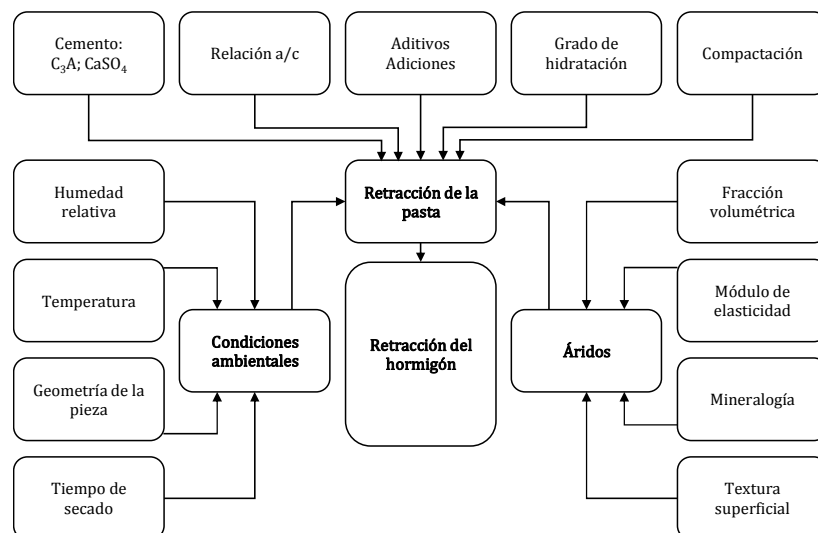 Cemento:
C₃A; CaSO₄
Relación a/c
Aditivos
Adiciones
Grado de
hidratación
Compactación
Humedad
relativa
Retracción de la
pasta
Fracción
volumétrica
Temperatura
Módulo de
elasticidad
Condiciones
ambientales
Retracción del
hormigón
Áridos
Geometría de la
pieza
Mineralogía
Tiempo de
secado
Textura
superficial